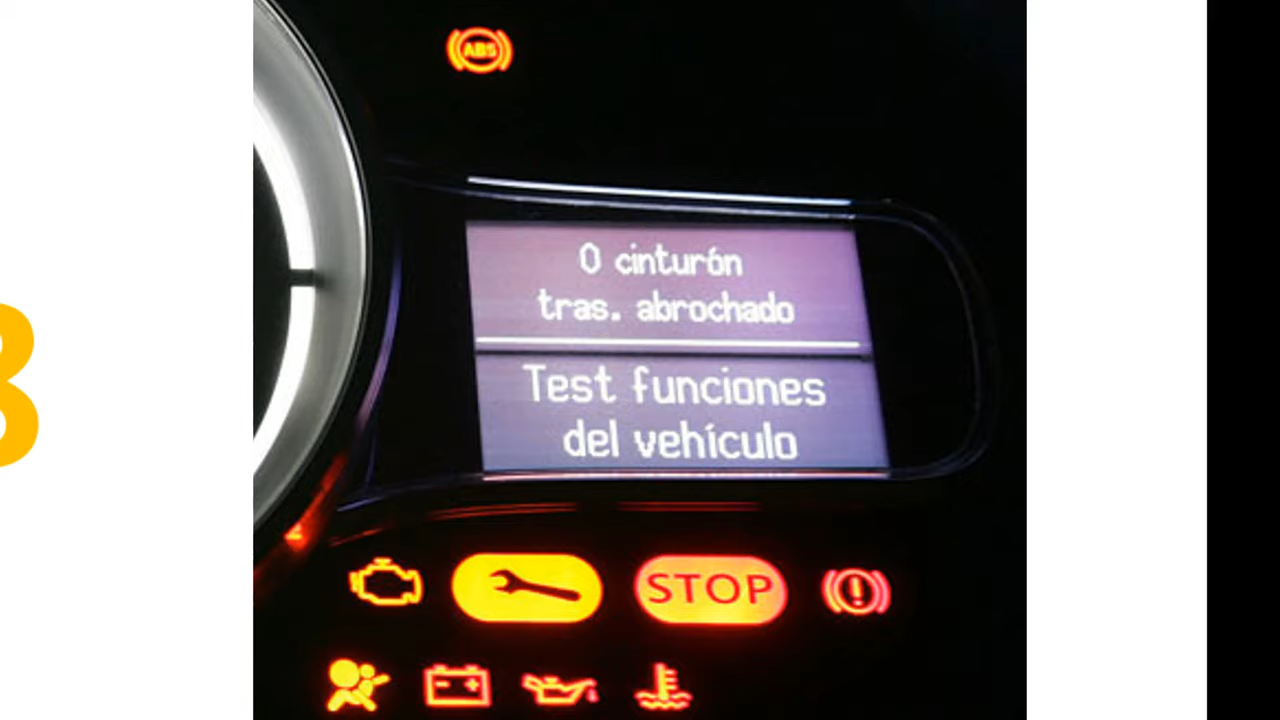 ABS
0 cinturón
tras. abrochado
Test funciones
del vehículo
STOP